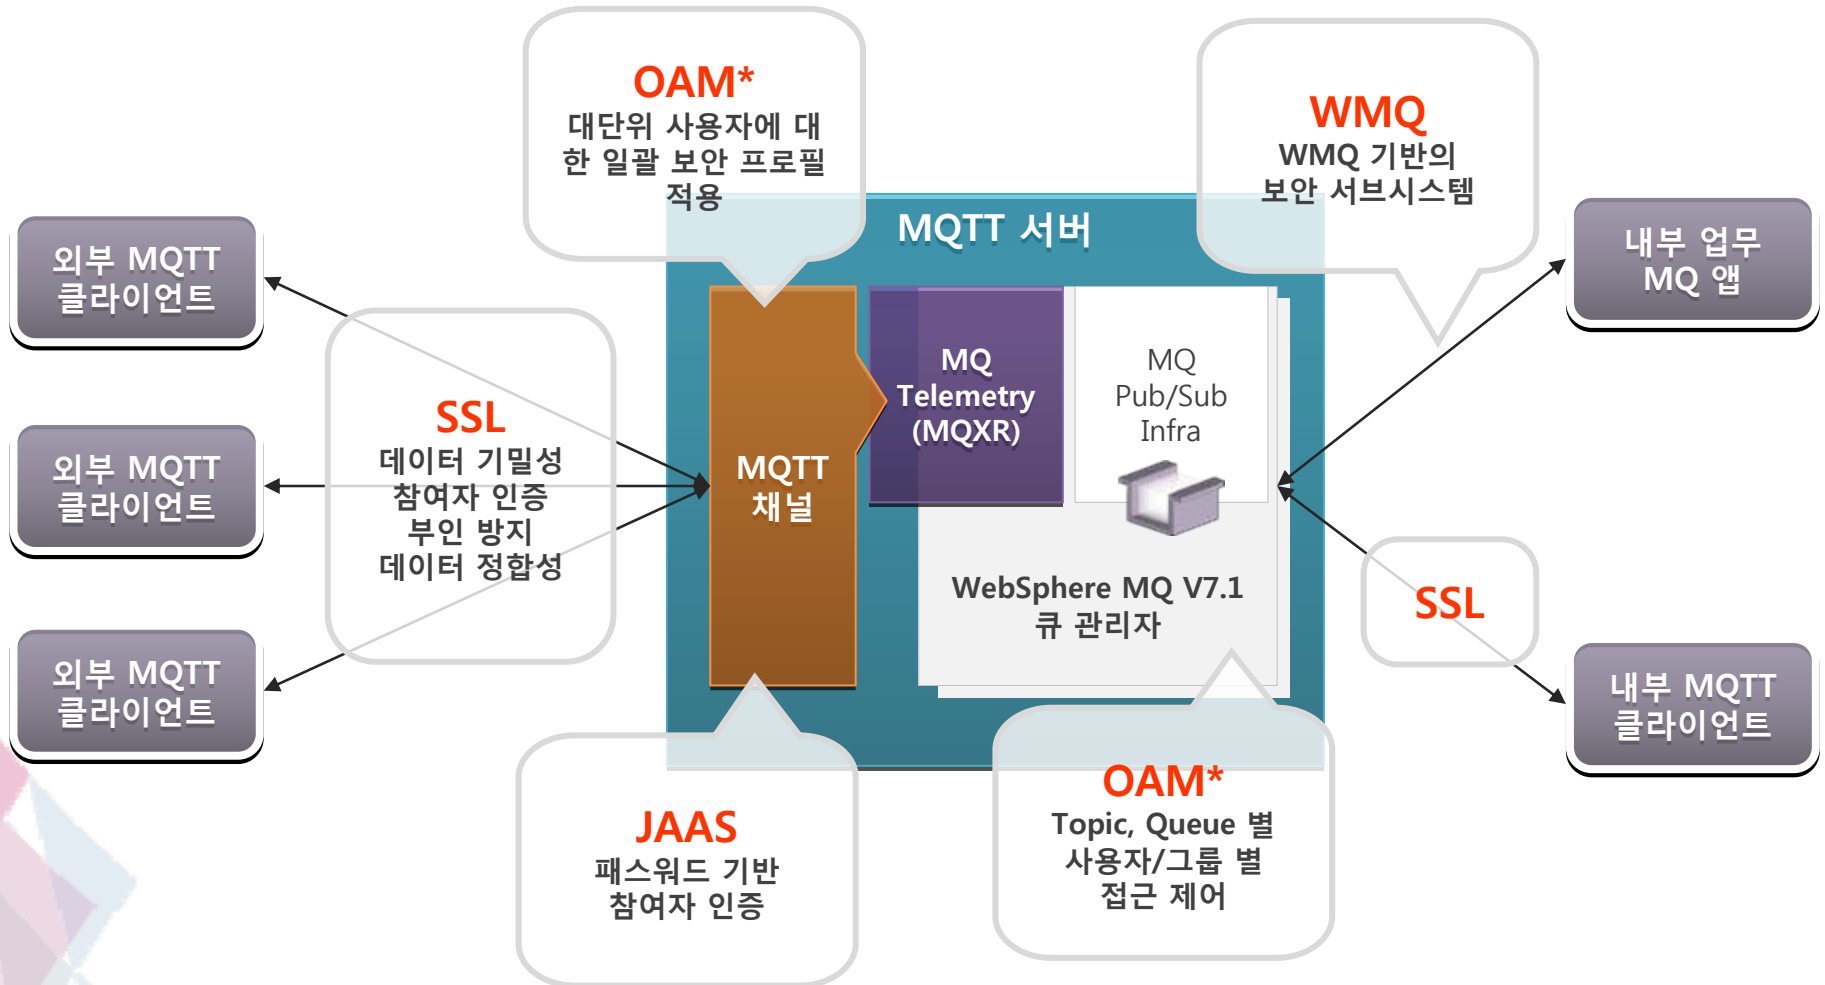 OAM*
대단위 사용자에 대
한 일괄 보안 프로필
적용
WMQ
WMQ 기반의
보안 서브시스템
MQTT 서버
외부 MQTT
클라이언트
외부 MQTT
클라이언트
외부 MQTT
클라이언트
SSL
데이터 기밀성
참여자 인증
부인 방지
데이터 정합성
MQTT
채널
MQ
Telemetry
(MQXR)
MQ
Pub/Sub
Infra
WebSphere MQ V7.1
큐 관리자
내부 업무
MQ 앱
SSL
내부 MQTT
클라이언트
JAAS
패스워드 기반
참여자 인증
OAM*
Topic, Queue 별
사용자/그룹 별
접근 제어